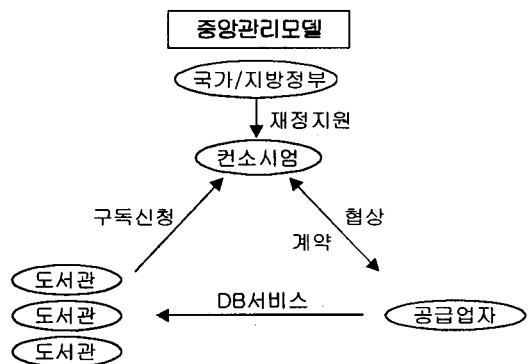 중앙관리모델
국가/지방정부
재정지원
컨소시엄
구독신청
협상
계약
도서관
도서관
도서관
DB서비스
공급업자